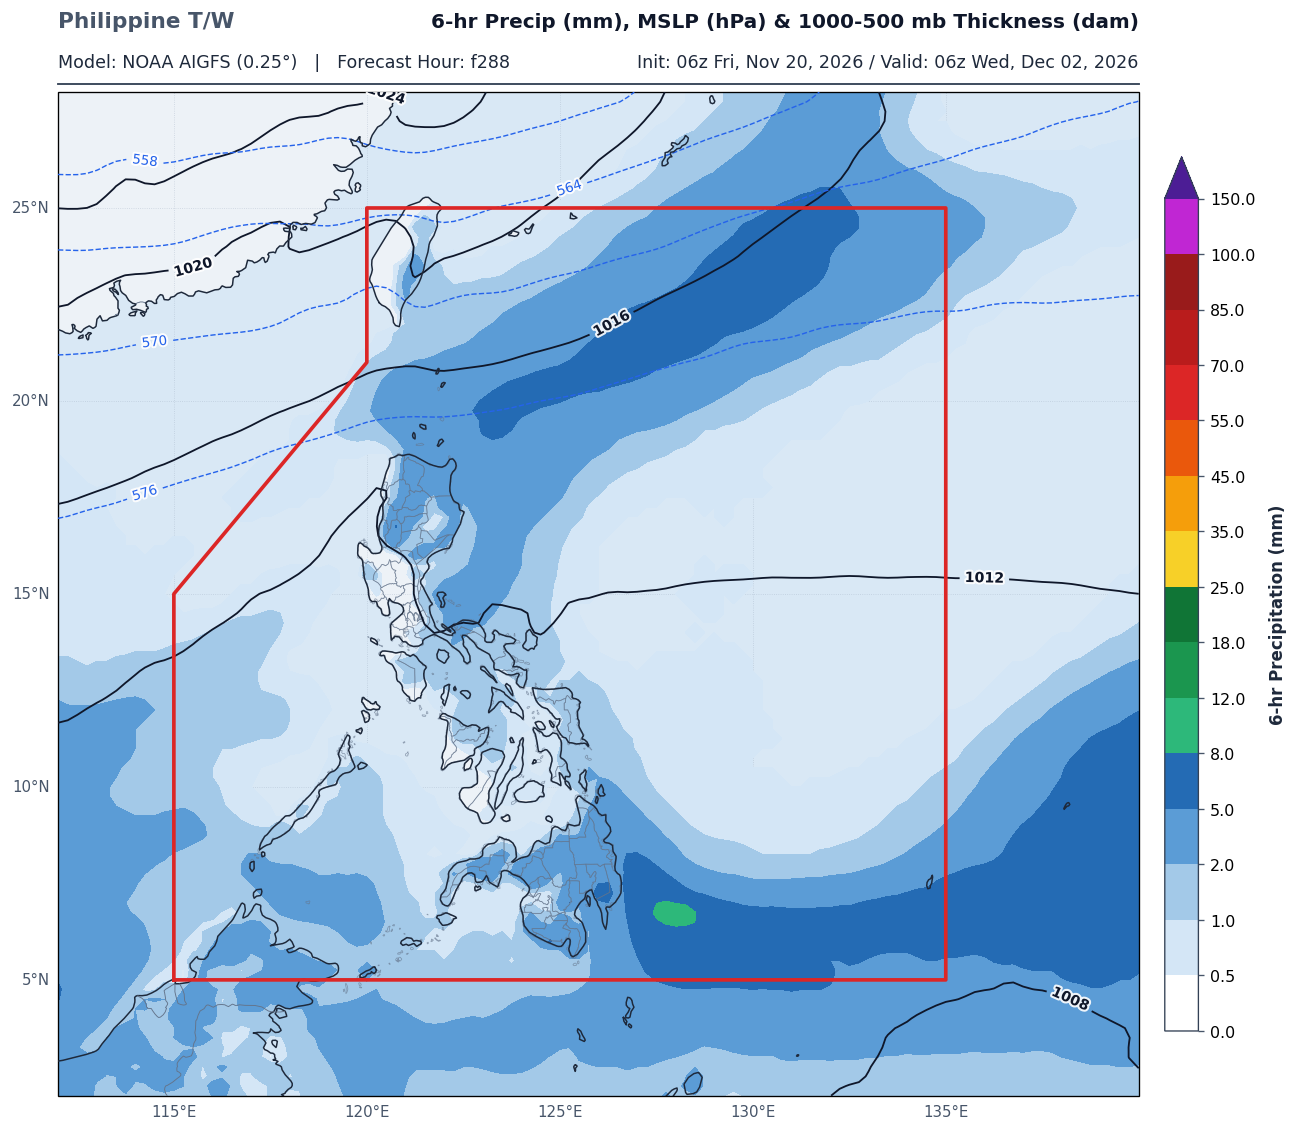 Philippine T/W
6-hr Precip (mm), MSLP (hPa) & 1000-500 mb Thickness (dam)
Model: NOAA AIGFS (0.25°) | Forecast Hour: f288
Init: 06z Fri, Nov 20, 2026 / Valid: 06z Wed, Dec 02, 2026
1024
558
564
25°N
1020
1016
570
20°N
576
1012
15°N
10°N
5°N
1008
115°E
120°E
125°E
130°E
135°E
150.0
100.0
85.0
70.0
55.0
45.0
35.0
25.0
18.0
12.0
8.0
5.0
2.0
1.0
0.5
0.0
6-hr Precipitation (mm)